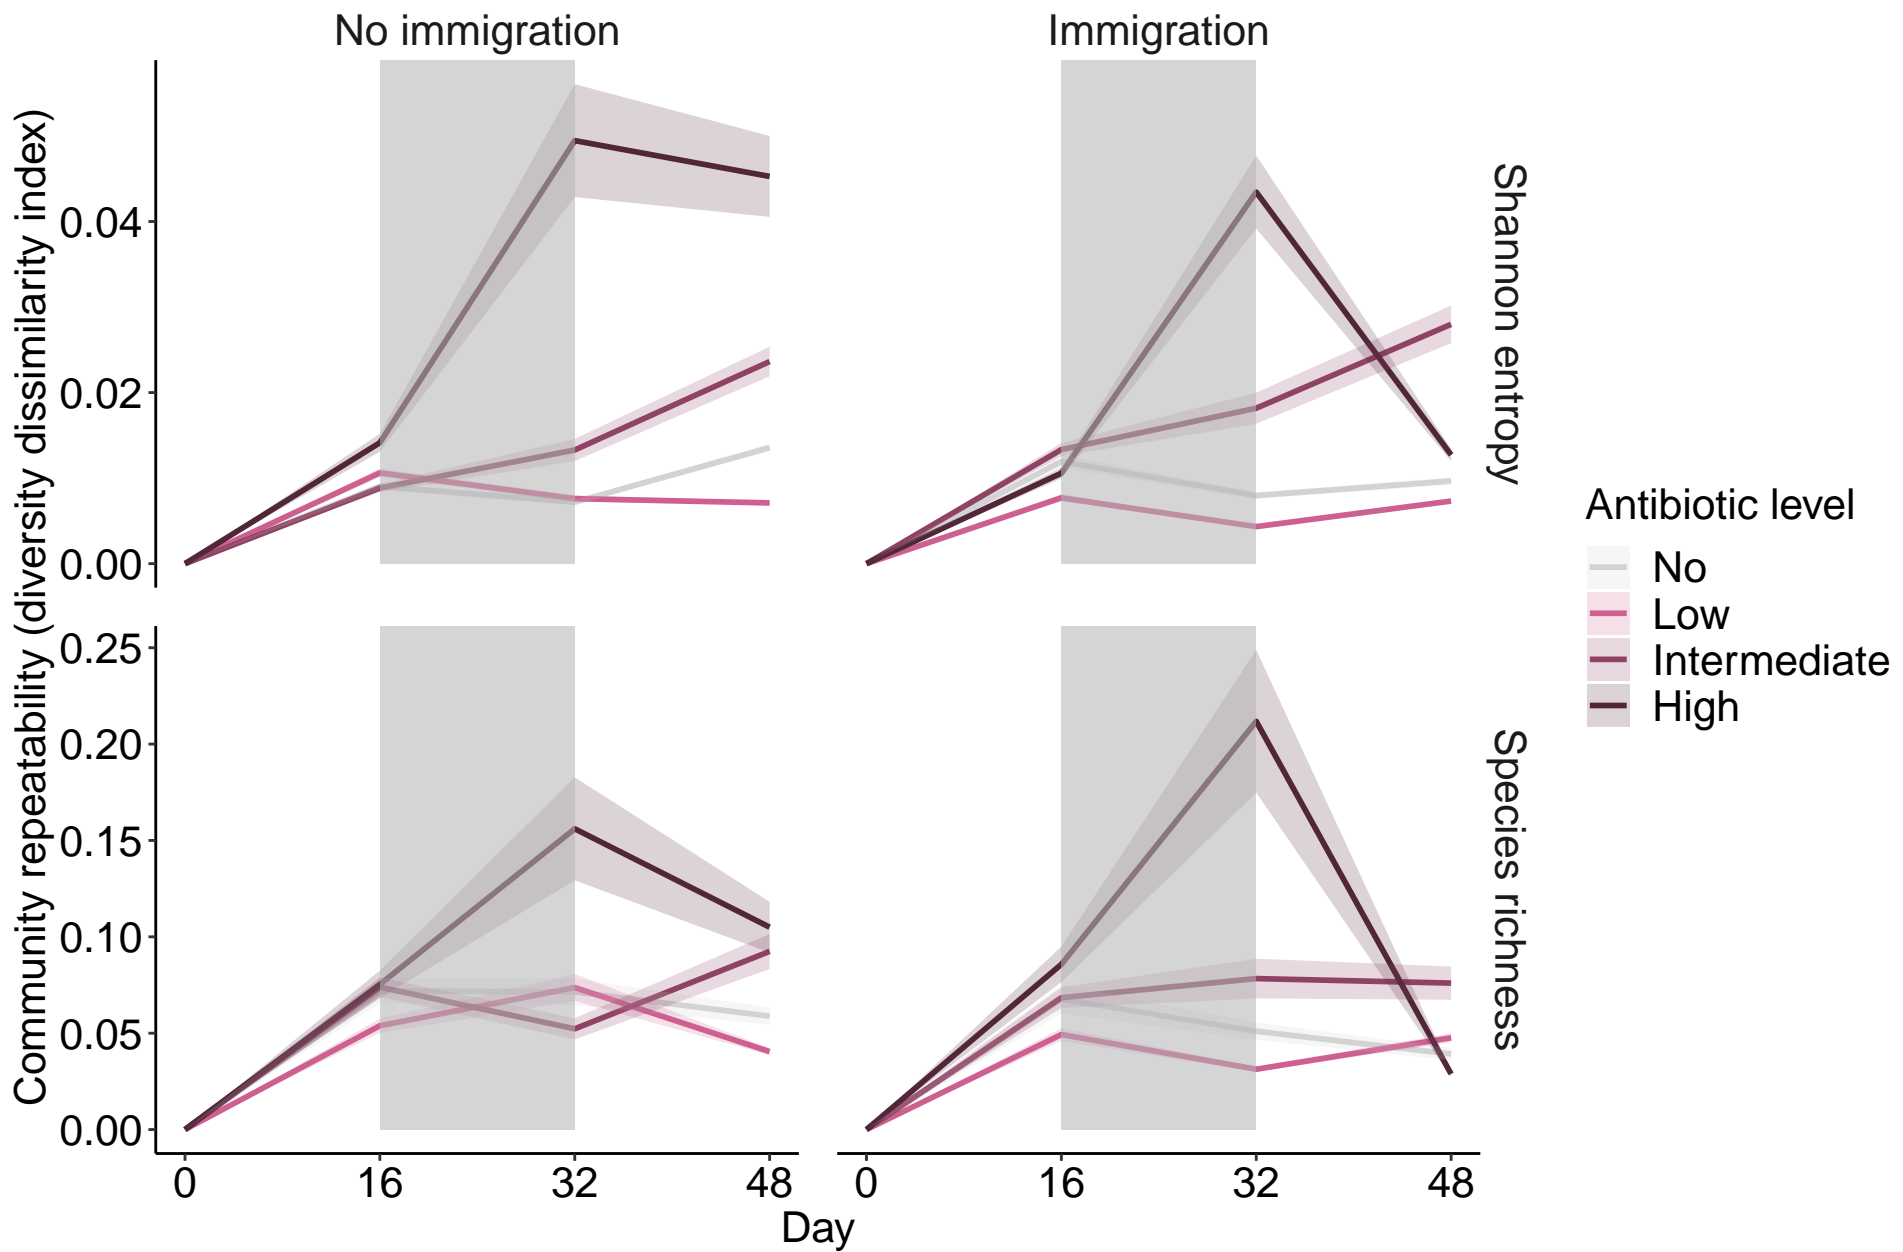 No immigration
Immigration
Community repeatability (diversity dissimilarity index)
0.04
0.02
0.00
Shannon entropy
0.25
0.20
0.15
0.10
0.05
0.00
Species richness
0 16 32 48
0 16 32 48
Day
Antibiotic level
No
Low
Intermediate
High